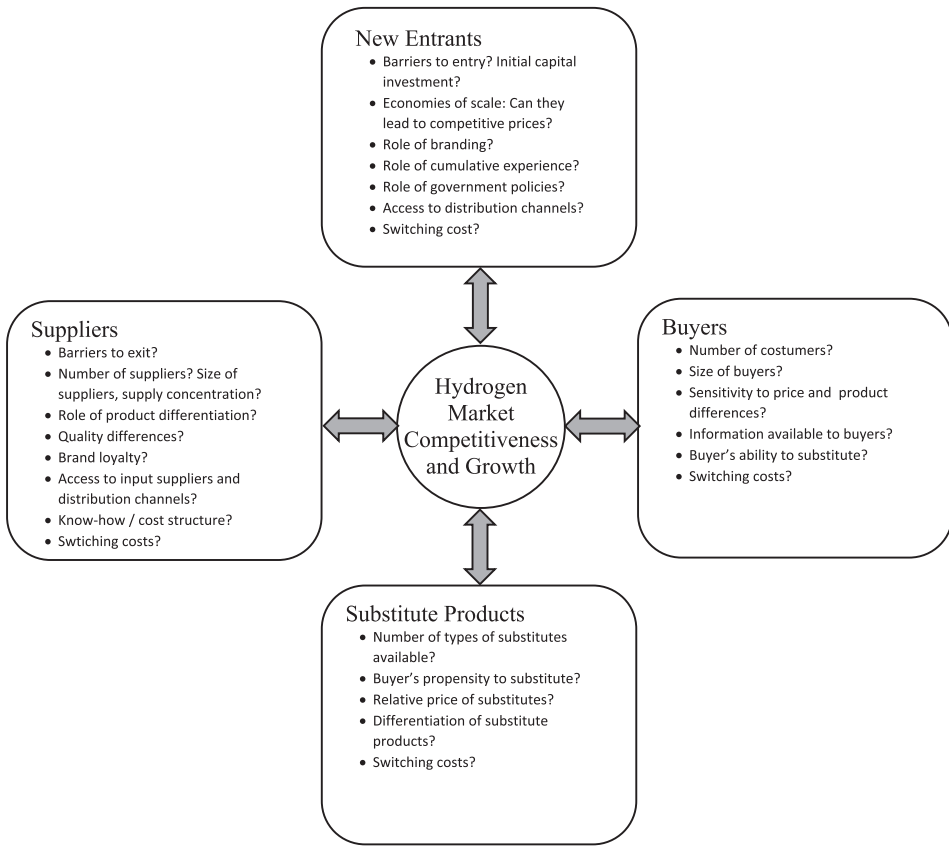 New Entrants
• Barriers to entry? Initial capital
investment?
• Economies of scale: Can they
lead to competitive prices?
• Role of branding?
• Role of cumulative experience?
• Role of government policies?
• Access to distribution channels?
• Switching cost?
Suppliers
• Barriers to exit?
• Number of suppliers? Size of
suppliers, supply concentration?
• Role of product differentiation?
• Quality differences?
• Brand loyalty?
• Access to input suppliers and
distribution channels?
• Know-how / cost structure?
• Swtiching costs?
Hydrogen
Market
Competitiveness
and Growth
Buyers
• Number of costumers?
• Size of buyers?
• Sensitivity to price and  product
differences?
• Information available to buyers?
• Buyer’s ability to substitute?
• Switching costs?
Substitute Products
• Number of types of substitutes
available?
• Buyer’s propensity to substitute?
• Relative price of substitutes?
• Differentiation of substitute
products?
• Switching costs?